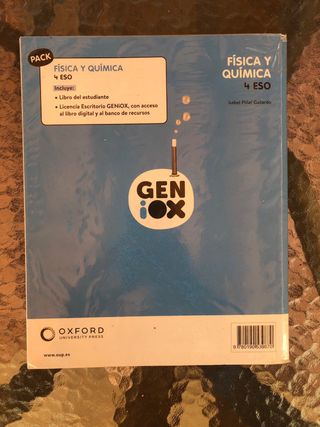 PACK
FÍSICA Y QUÍMICA
4 ESO
Incluye:
• Libro del estudiante
• Licencia Escritorio GENiOX, con acceso
al libro digital y al banco de recursos
FÍSICA Y
QUÍMICA
4 ESO
Isabel Piñar Gallardo
GEN
iOX
OXFORD
UNIVERSITY PRESS
www.oup.es